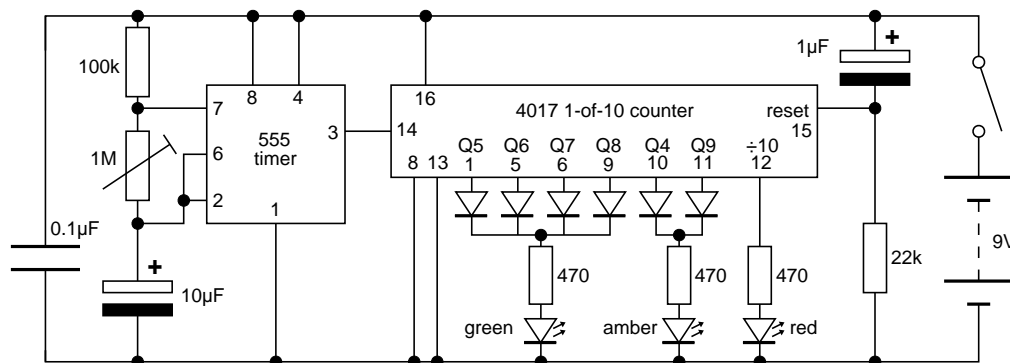 +
1µF
100k
8
4
16
4017 1-of-10 counter
reset
15
7
555
timer
3
14
6
1M
2
1
8
13
Q5
Q6
Q7
Q8
Q4
Q9
÷10
1
5
6
9
10
11
12
0.1µF
+
10µF
470
470
470
22k
9V
green
amber
red